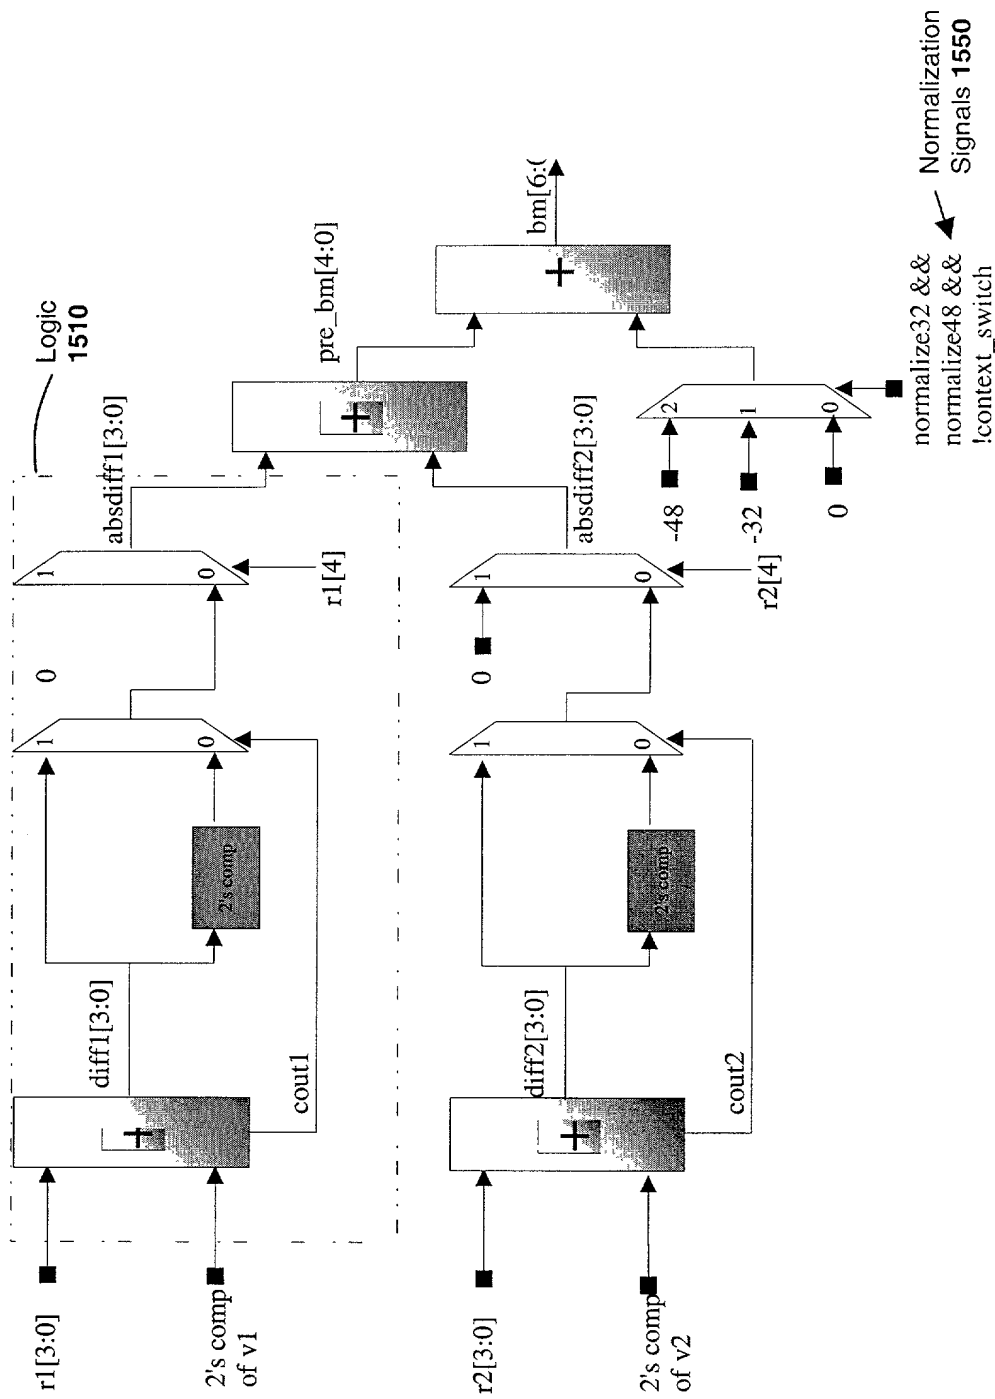 Logic
1510
r1[3:0]
2's comp
of v1
diff1[3:0]
cout1
2's comp
1
0
0
1
0
r1[4]
absdiff1[3:0]
pre_bm[4:0]
+
+
r2[3:0]
2's comp
of v2
diff2[3:0]
cout2
2's comp
1
0
0
1
0
r2[4]
absdiff2[3:0]
+
+
bm[6:(
+
-48
-32
0
2
1
0
normalize32 &&
normalize48 &&
!context_switch
Normalization
Signals 1550